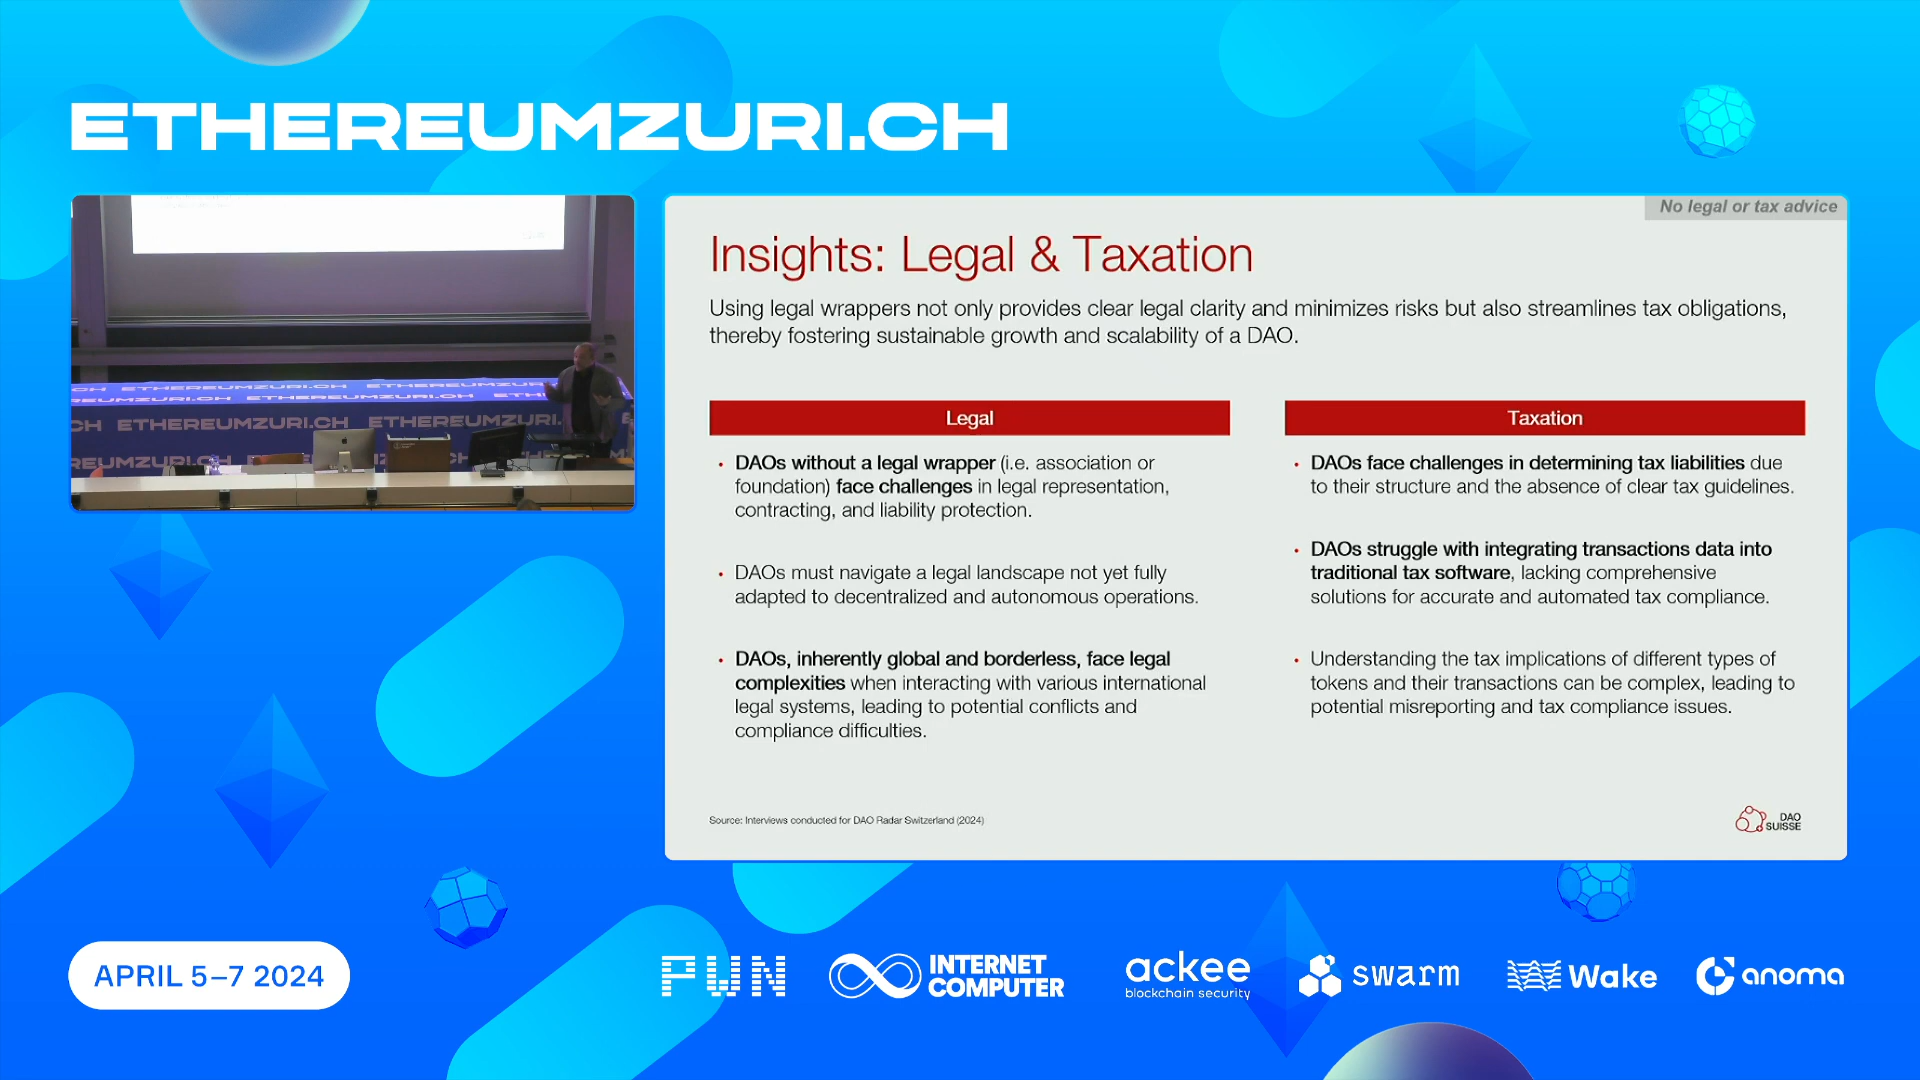 ETHEREUMZURI.CH
ETHEREUMZURI.CH
ETHEREUMZURI.CH
ETHEREUMZURI.CH
No legal or tax advice
Insights: Legal & Taxation
Using legal wrappers not only provides clear legal clarity and minimizes risks but also streamlines tax obligations,
thereby fostering sustainable growth and scalability of a DAO.
Legal
• DAOs without a legal wrapper (i.e. association or
foundation) face challenges in legal representation,
contracting, and liability protection.
• DAOs must navigate a legal landscape not yet fully
adapted to decentralized and autonomous operations.
• DAOs, inherently global and borderless, face legal
complexities when interacting with various international
legal systems, leading to potential conflicts and
compliance difficulties.
Taxation
• DAOs face challenges in determining tax liabilities due
to their structure and the absence of clear tax guidelines.
• DAOs struggle with integrating transactions data into
traditional tax software, lacking comprehensive
solutions for accurate and automated tax compliance.
• Understanding the tax implications of different types of
tokens and their transactions can be complex, leading to
potential misreporting and tax compliance issues.
Source: Interviews conducted for DAO Radar Switzerland (2024)
DAO
SUISSE
APRIL 5–7 2024
PWN
INTERNET
COMPUTER
ackee
blockchain security
swarm
Wake
anoma